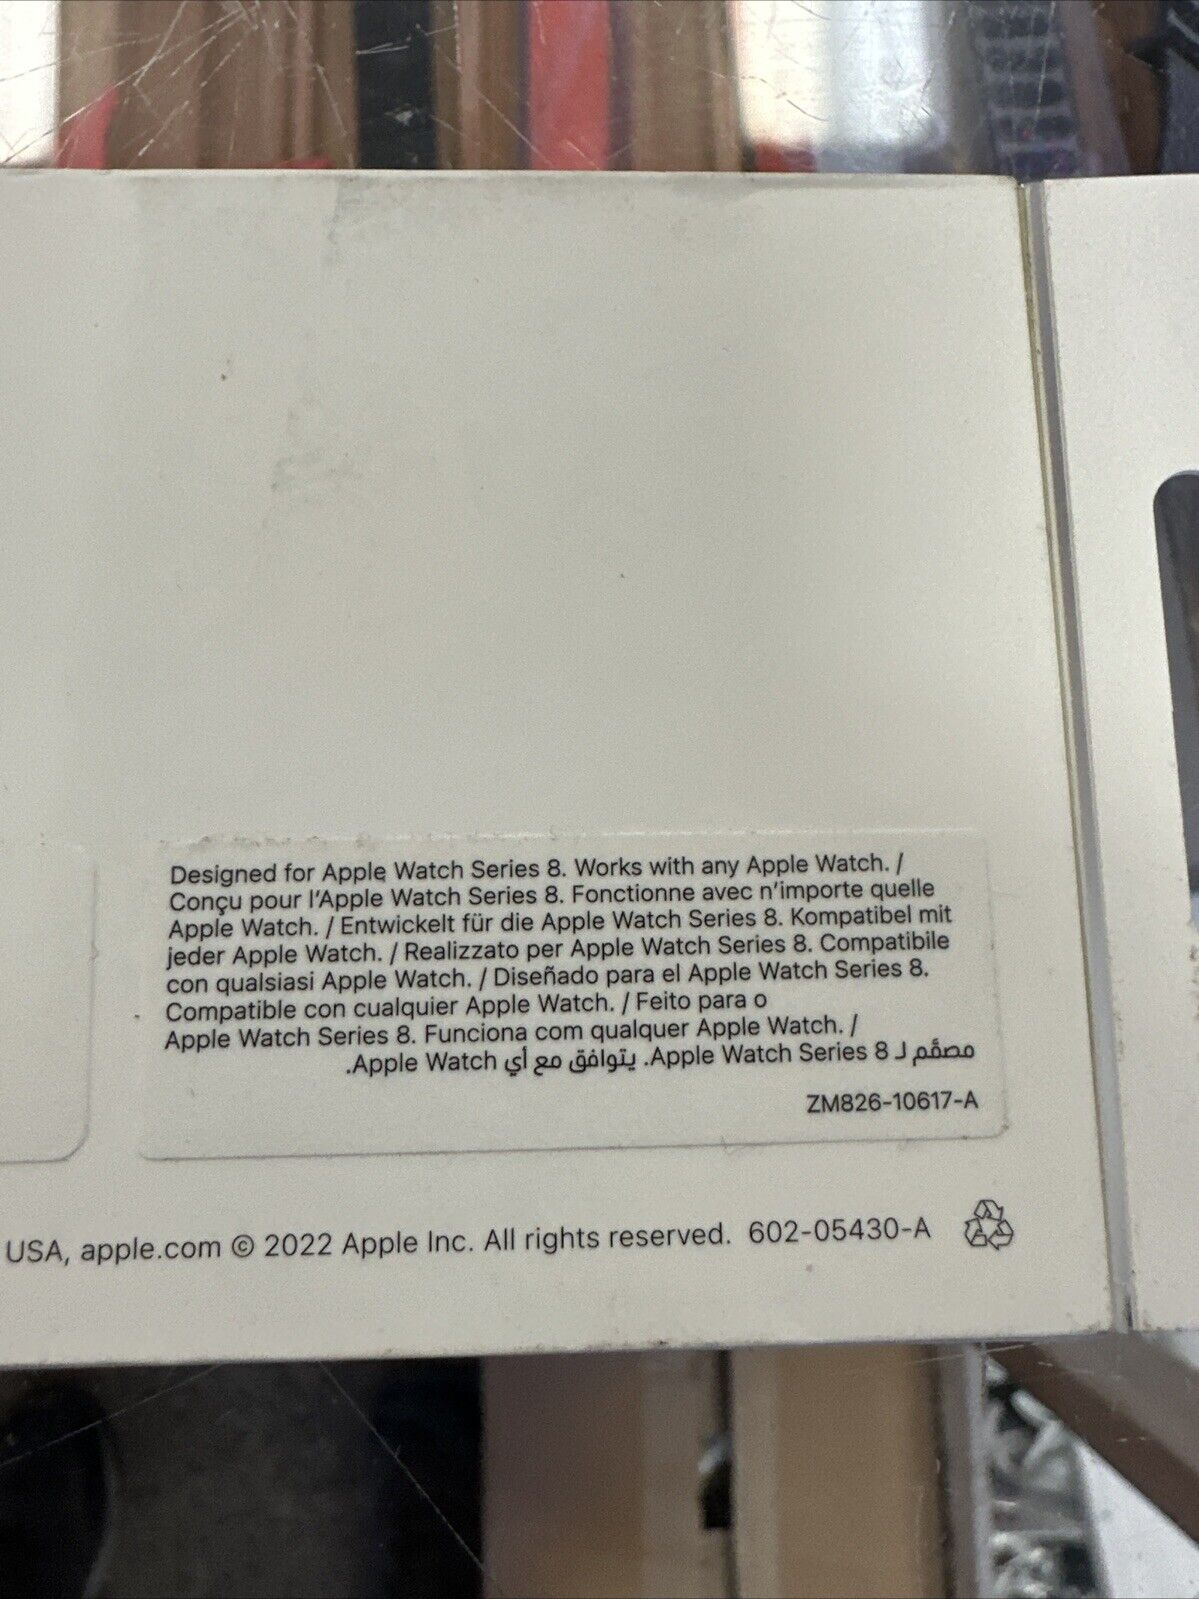 Designed for Apple Watch Series 8. Works with any Apple Watch. /
Conçu pour l’Apple Watch Series 8. Fonctionne avec n’importe quelle
Apple Watch. / Entwickelt für die Apple Watch Series 8. Kompatibel mit
jeder Apple Watch. / Realizzato per Apple Watch Series 8. Compatibile
con qualsiasi Apple Watch. / Diseñado para el Apple Watch Series 8.
Compatible con cualquier Apple Watch. / Feito para o
Apple Watch Series 8. Funciona com qualquer Apple Watch. /
مصمَّم لـ Apple Watch Series 8. يتوافق مع أي Apple Watch.
ZM826-10617-A
USA, apple.com © 2022 Apple Inc. All rights reserved. 602-05430-A